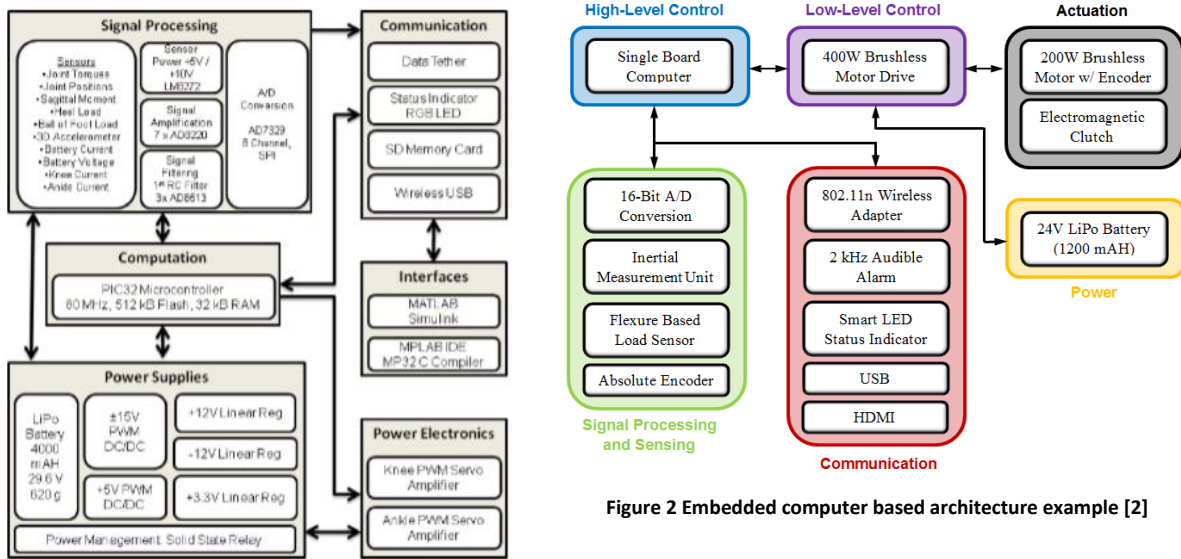 Signal Processing
Sensors
•Joint Torques
•Joint Positions
•Sagittal Moment
•Heel Load
•Ball of Foot Load
•3D Accelerometer
•Battery Current
•Battery Voltage
•Knee Current
•Ankle Current
Sensor
Power +5V /
+10V
Signal
Amplification
7 x AD8220
Signal
Filtering
1st RC Filter
3x AD8613
A/D
Conversion
AD7329
8 Channel,
SPI
Communication
Data Tether
Status Indicator
RGB LED
SD Memory Card
Wireless USB
Computation
PIC32 Microcontroller
80 MHz, 512 kB Flash, 32 kB RAM
Interfaces
MATLAB
Simulink
MPLAB IDE
MP32 C Compiler
Power Supplies
LiPo
Battery
4000
mAH
29.6 V
620 g
±15V
PWM
DC/DC
+5V PWM
DC/DC
+12V Linear Reg
-12V Linear Reg
+3.3V Linear Reg
Power Management: Solid State Relay
Power Electronics
Knee PWM Servo
Amplifier
Ankle PWM Servo
Amplifier
High-Level Control
Single Board
Computer
Low-Level Control
400W Brushless
Motor Drive
Actuation
200W Brushless
Motor w/ Encoder
Electromagnetic
Clutch
16-Bit A/D
Conversion
Inertial
Measurement Unit
Flexure Based
Load Sensor
Absolute Encoder
Signal Processing
and Sensing
802.11n Wireless
Adapter
2 kHz Audible
Alarm
Smart LED
Status Indicator
USB
HDMI
Communication
24V LiPo Battery
(1200 mAH)
Power
Figure 2 Embedded computer based architecture example [2]